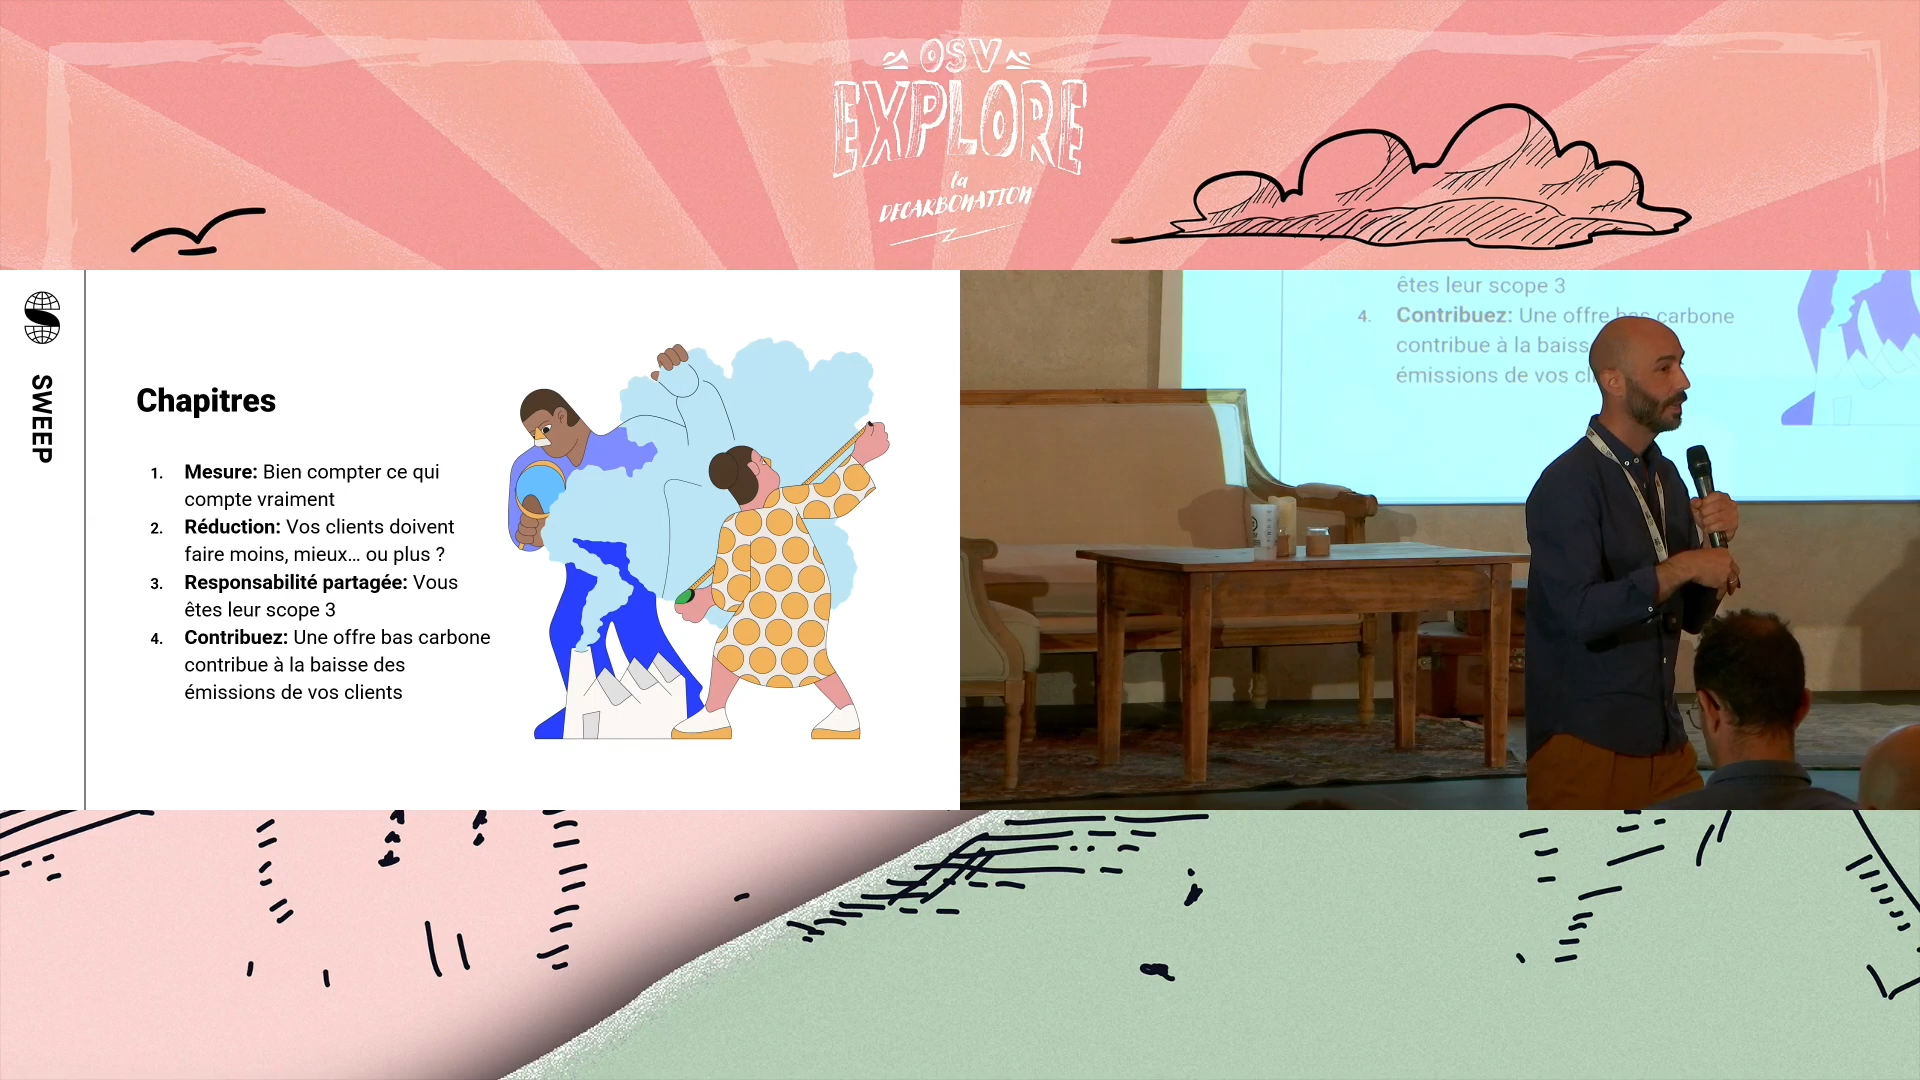 OSV
EXPLORE
la
DECARBONATION
SWEEP
Chapitres
1. Mesure: Bien compter ce qui
compte vraiment
2. Réduction: Vos clients doivent
faire moins, mieux... ou plus ?
3. Responsabilité partagée: Vous
êtes leur scope 3
4. Contribuez: Une offre bas carbone
contribue à la baisse des
émissions de vos clients
êtes leur scope 3
4. Contribuez: Une offre bas carbone
contribue à la baiss
émissions de vos cl